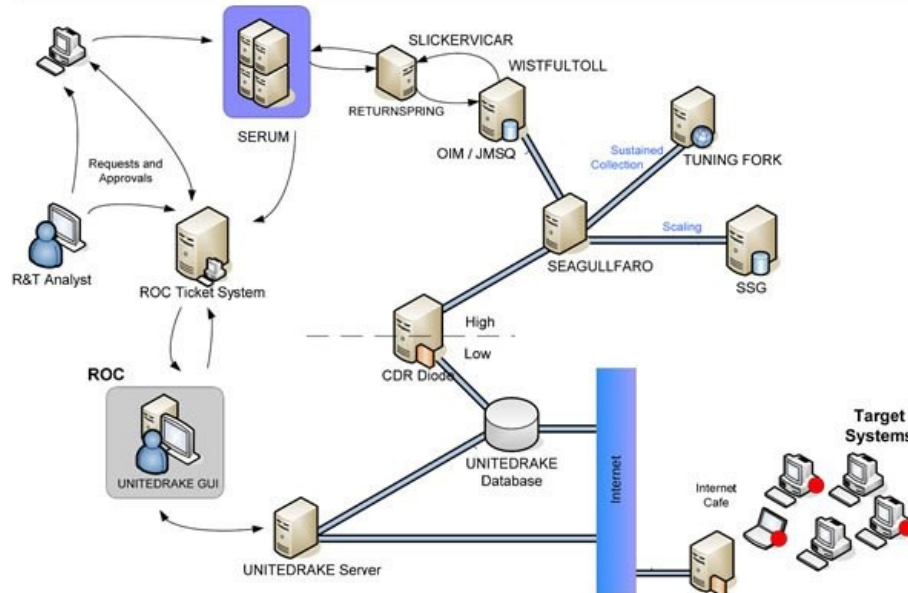 SLICKERVICAR
WISTFULTOLL
RETURNSPRING
SERUM
OIM / JMSQ
Sustained
Collection
TUNING FORK
Requests and
Approvals
Scaling
R&T Analyst
ROC Ticket System
SEAGULLFARO
SSG
High
Low
CDR Diode
ROC
UNITEDRAKE GUI
UNITEDRAKE
Database
Internet
Target
Systems
Internet
Cafe
UNITEDRAKE Server